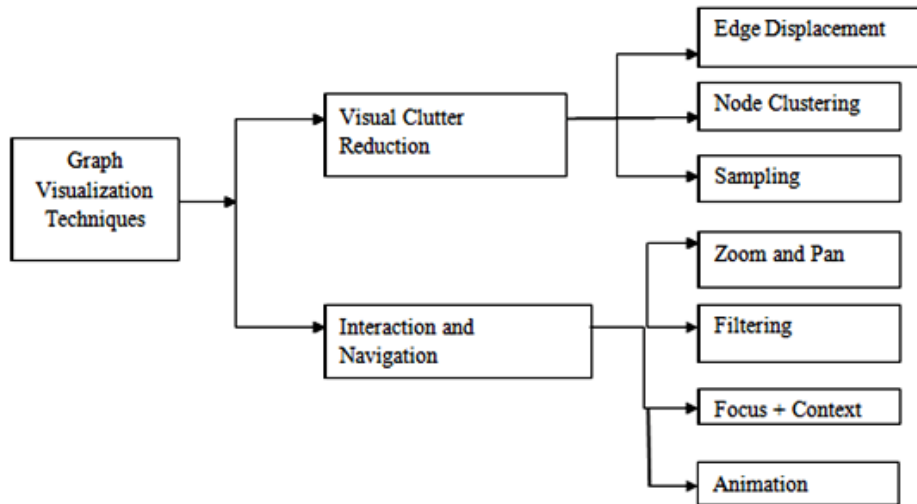 Graph
Visualization
Techniques
Visual Clutter
Reduction
Edge Displacement
Node Clustering
Sampling
Interaction and
Navigation
Zoom and Pan
Filtering
Focus + Context
Animation